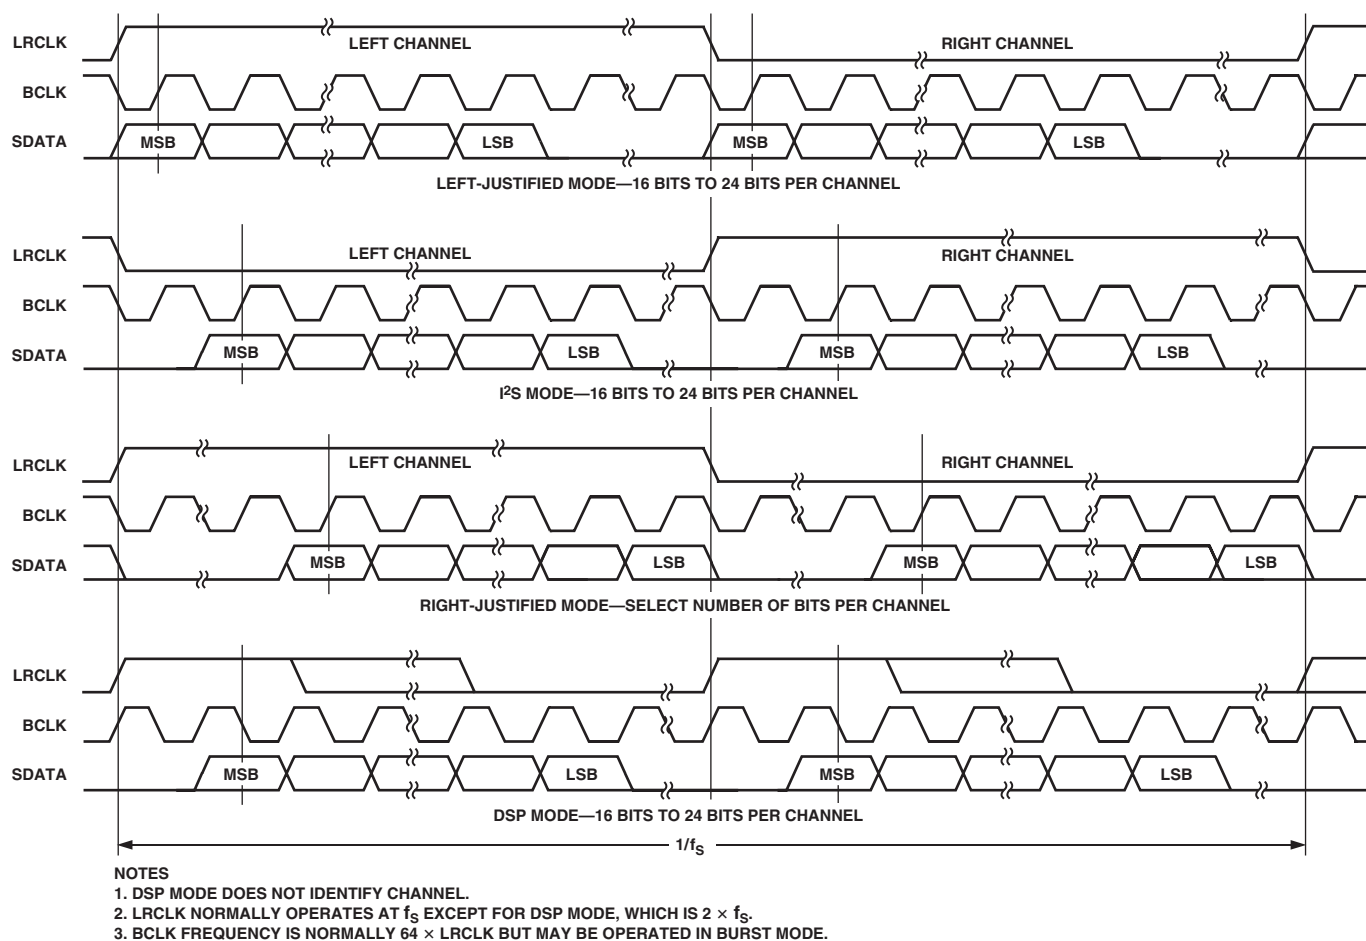 LRCLK LEFT CHANNEL RIGHT CHANNEL
BCLK
SDATA MSB LSB MSB LSB
LEFT-JUSTIFIED MODE—16 BITS TO 24 BITS PER CHANNEL
LRCLK LEFT CHANNEL RIGHT CHANNEL
BCLK
SDATA MSB LSB MSB LSB
I²S MODE—16 BITS TO 24 BITS PER CHANNEL
LRCLK LEFT CHANNEL RIGHT CHANNEL
BCLK
SDATA MSB LSB MSB LSB
RIGHT-JUSTIFIED MODE—SELECT NUMBER OF BITS PER CHANNEL
LRCLK
BCLK
SDATA MSB LSB MSB LSB
DSP MODE—16 BITS TO 24 BITS PER CHANNEL
1/fS
NOTES
1. DSP MODE DOES NOT IDENTIFY CHANNEL.
2. LRCLK NORMALLY OPERATES AT fS EXCEPT FOR DSP MODE, WHICH IS 2 × fS.
3. BCLK FREQUENCY IS NORMALLY 64 × LRCLK BUT MAY BE OPERATED IN BURST MODE.